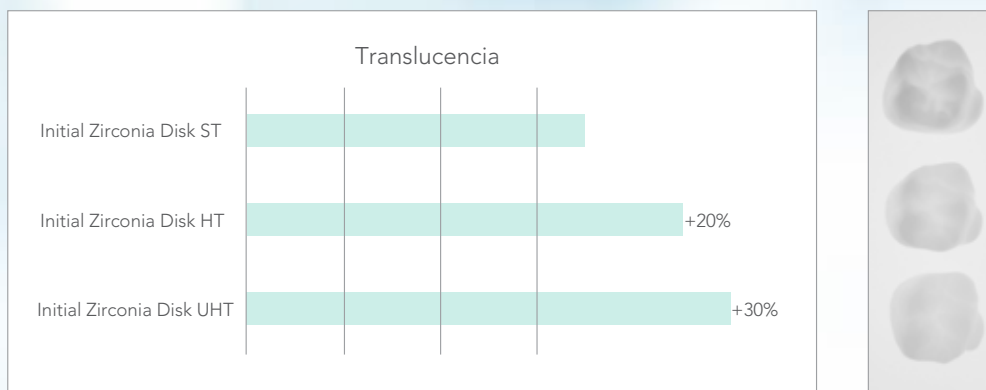 Translucencia
Initial Zirconia Disk ST
Initial Zirconia Disk HT
+20%
Initial Zirconia Disk UHT
+30%